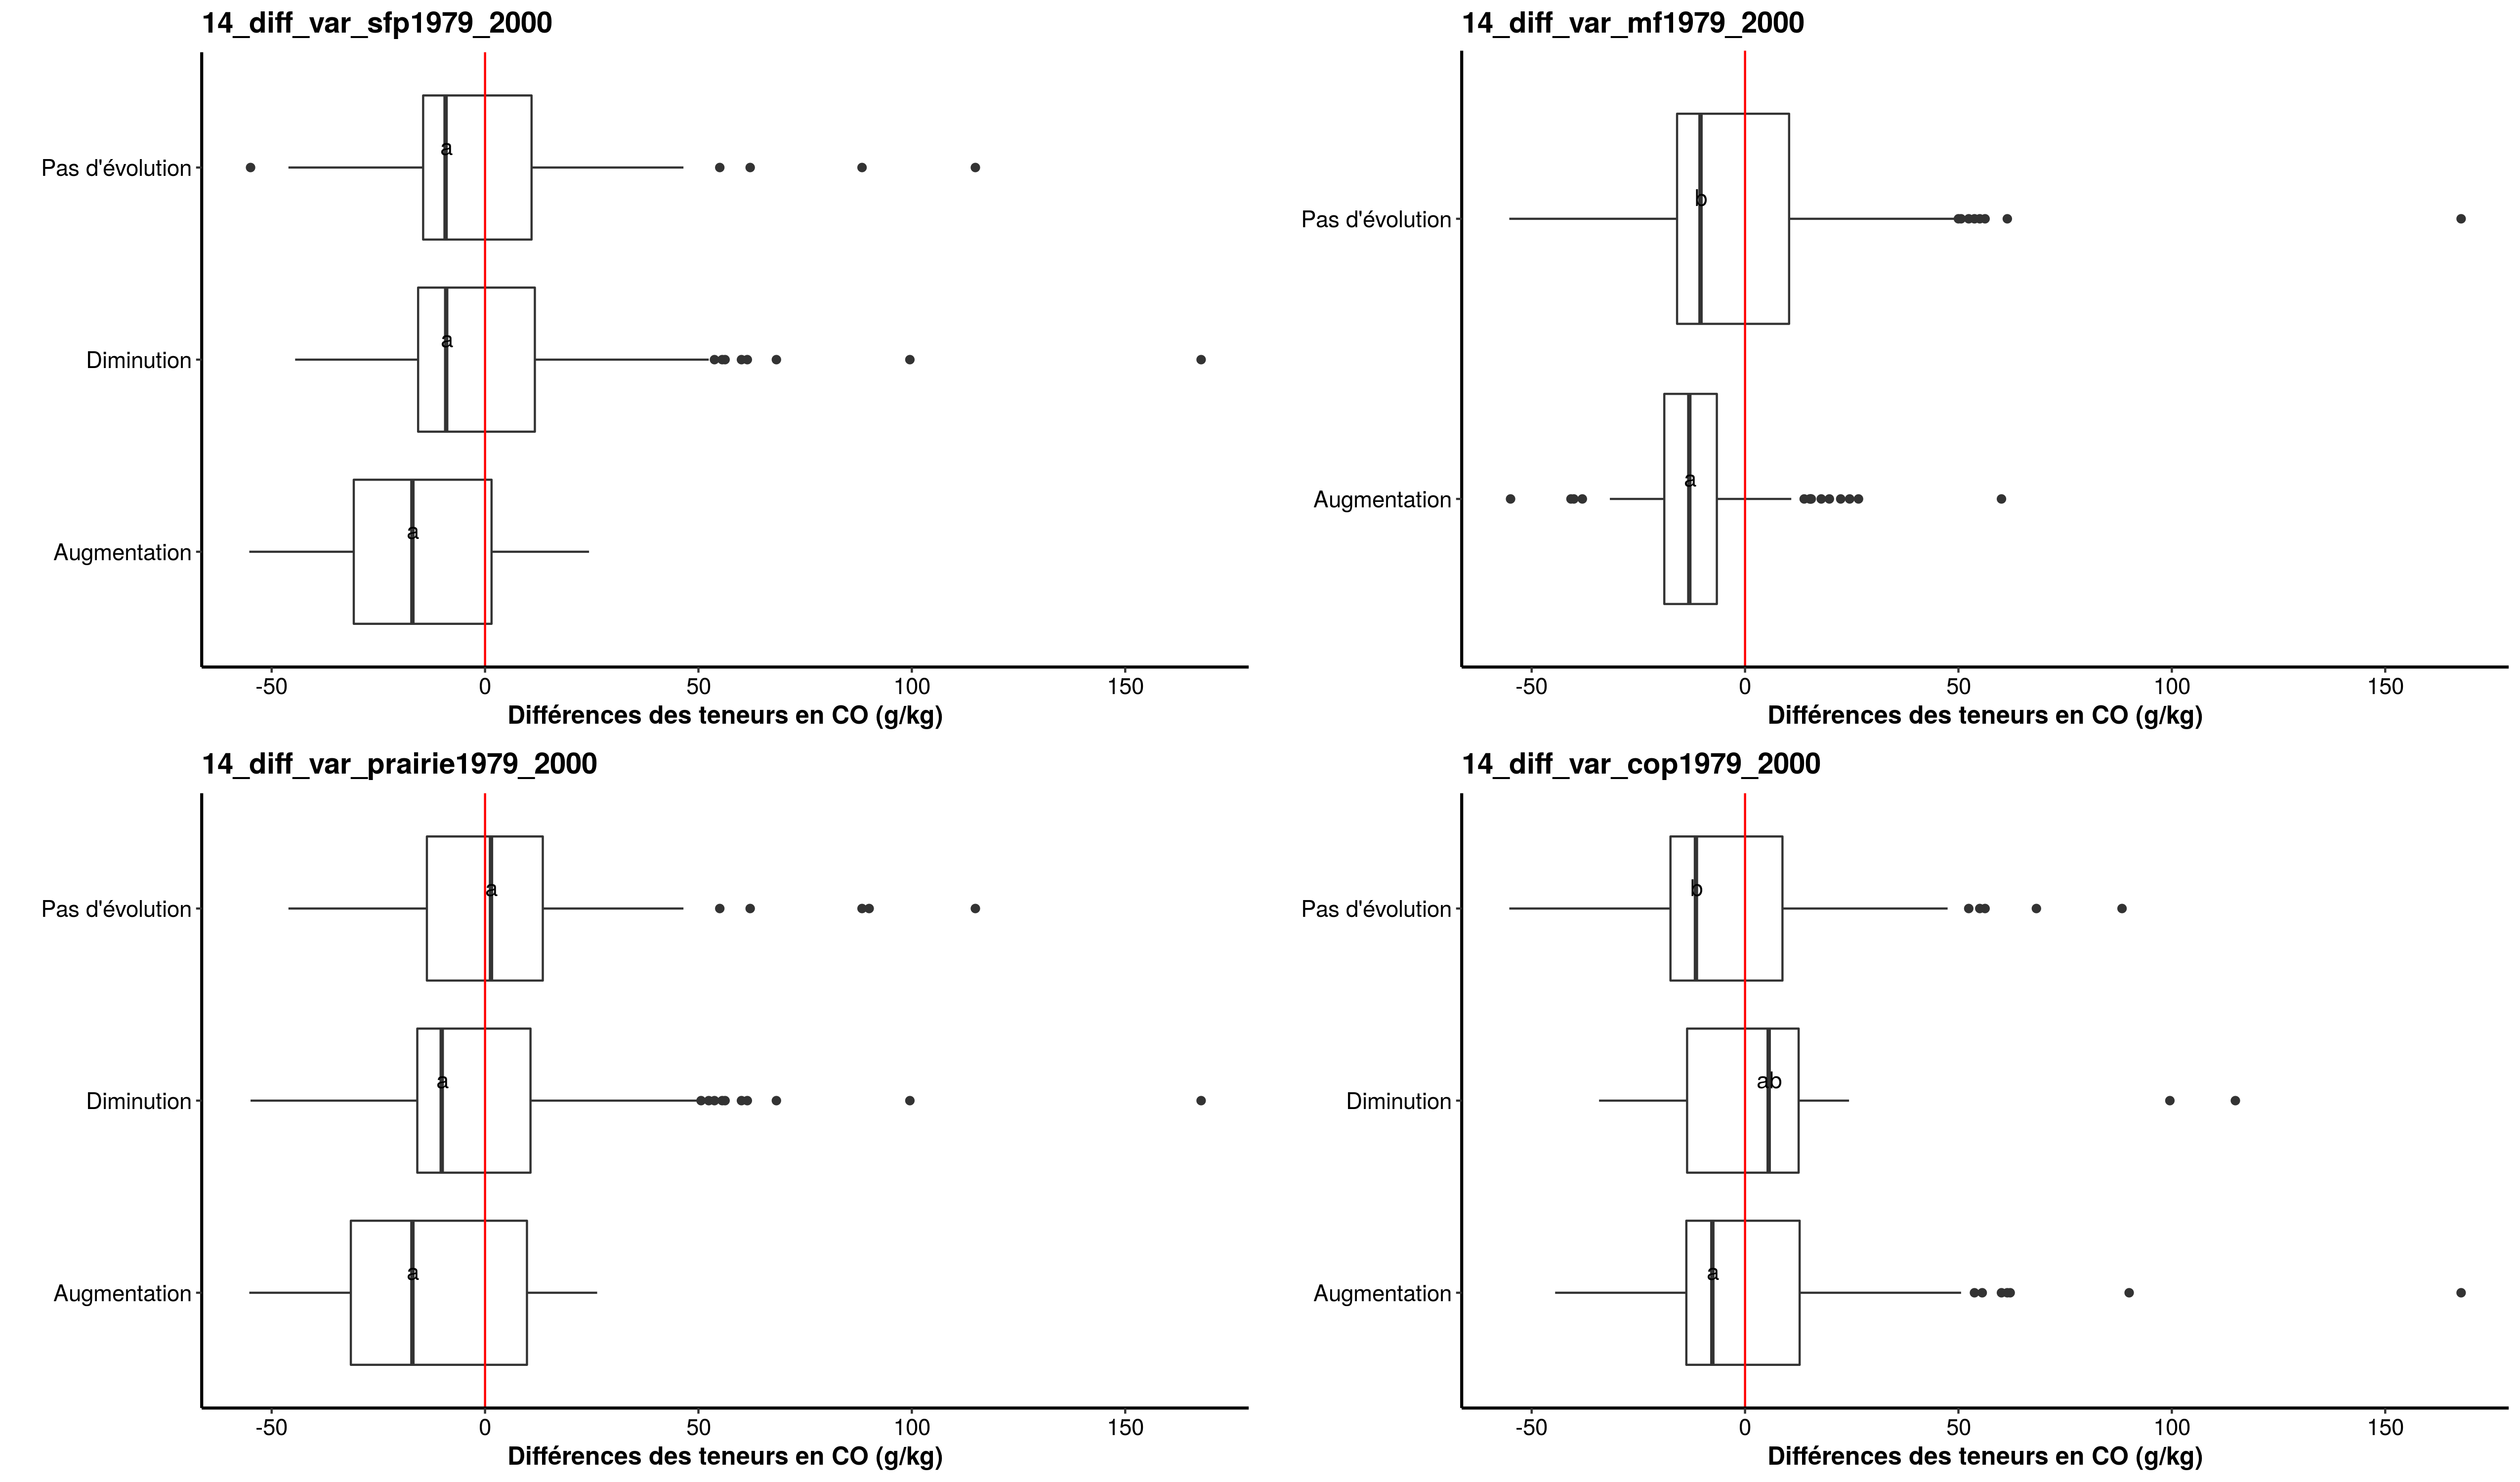 14_diff_var_sfp1979_2000
Pas d'évolution
a
Diminution
a
Augmentation
a
-50 0 50 100 150
Différences des teneurs en CO (g/kg)
14_diff_var_mf1979_2000
Pas d'évolution
b
Augmentation
a
-50 0 50 100 150
Différences des teneurs en CO (g/kg)
14_diff_var_prairie1979_2000
Pas d'évolution
a
Diminution
a
Augmentation
a
-50 0 50 100 150
Différences des teneurs en CO (g/kg)
14_diff_var_cop1979_2000
Pas d'évolution
b
Diminution
ab
Augmentation
a
-50 0 50 100 150
Différences des teneurs en CO (g/kg)